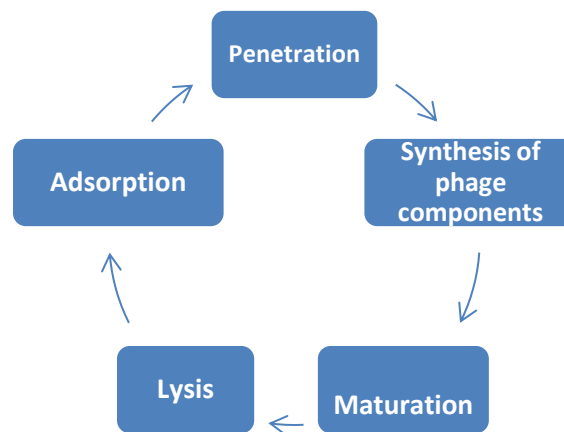 Penetration
Synthesis of
phage
components
Maturation
Lysis
Adsorption